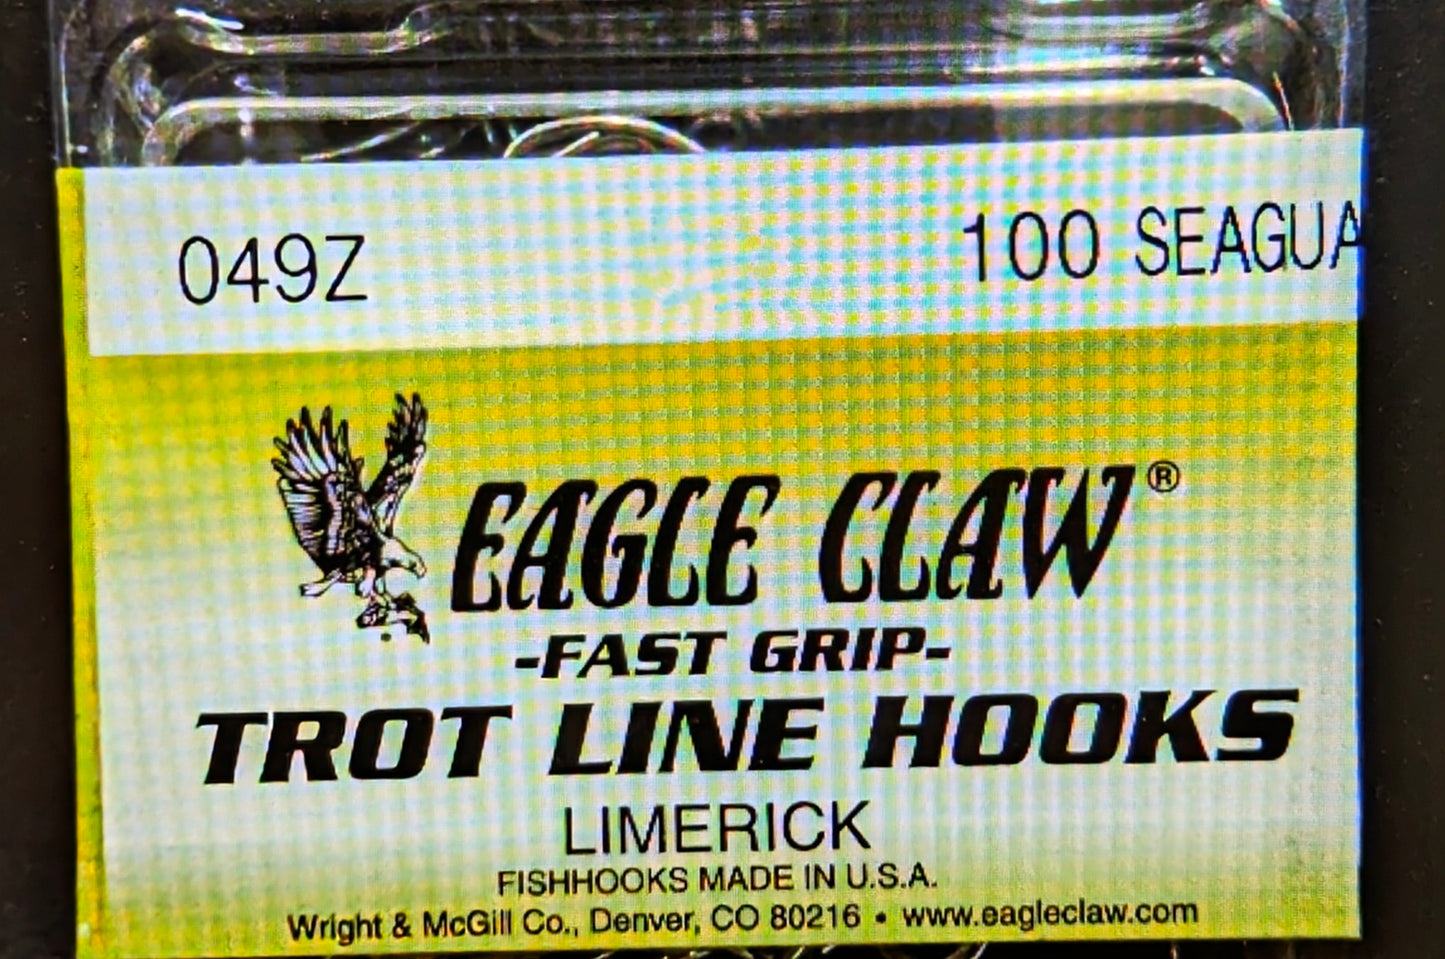 049Z 100 SEAGUA
EAGLE CLAW®
-FAST GRIP-
TROT LINE HOOKS
LIMERICK
FISHHOOKS MADE IN U.S.A.
Wright & McGill Co., Denver, CO 80216 • www.eagleclaw.com